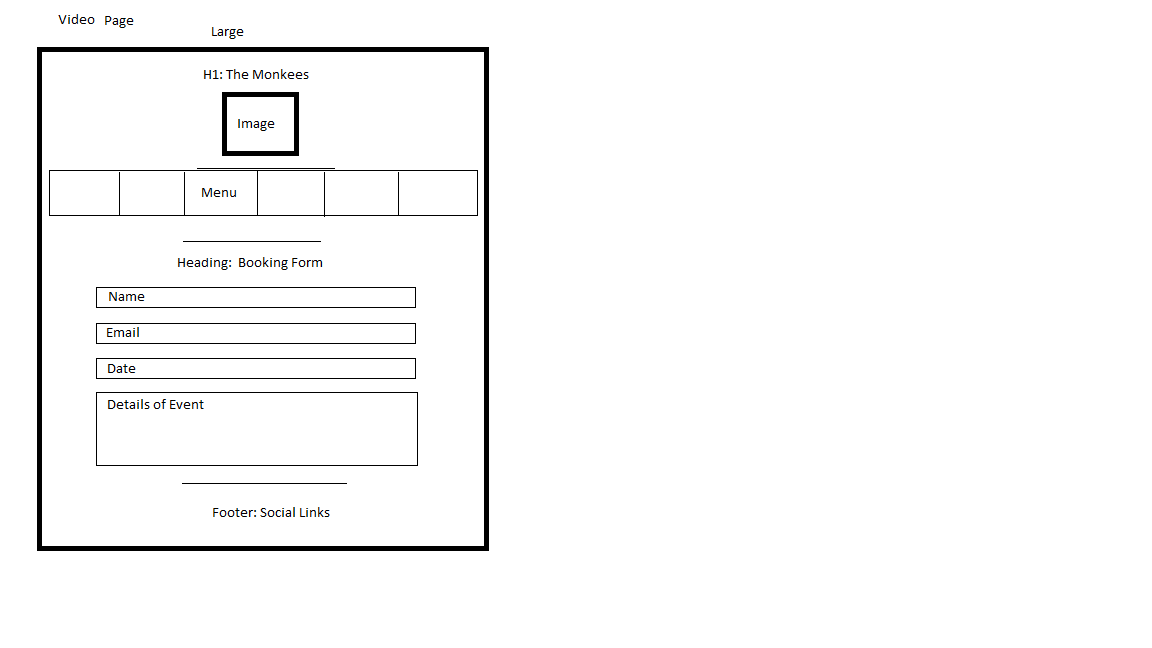 Video Page
Large
H1: The Monkees
Image
Menu
Heading: Booking Form
Name
Email
Date
Details of Event
Footer: Social Links